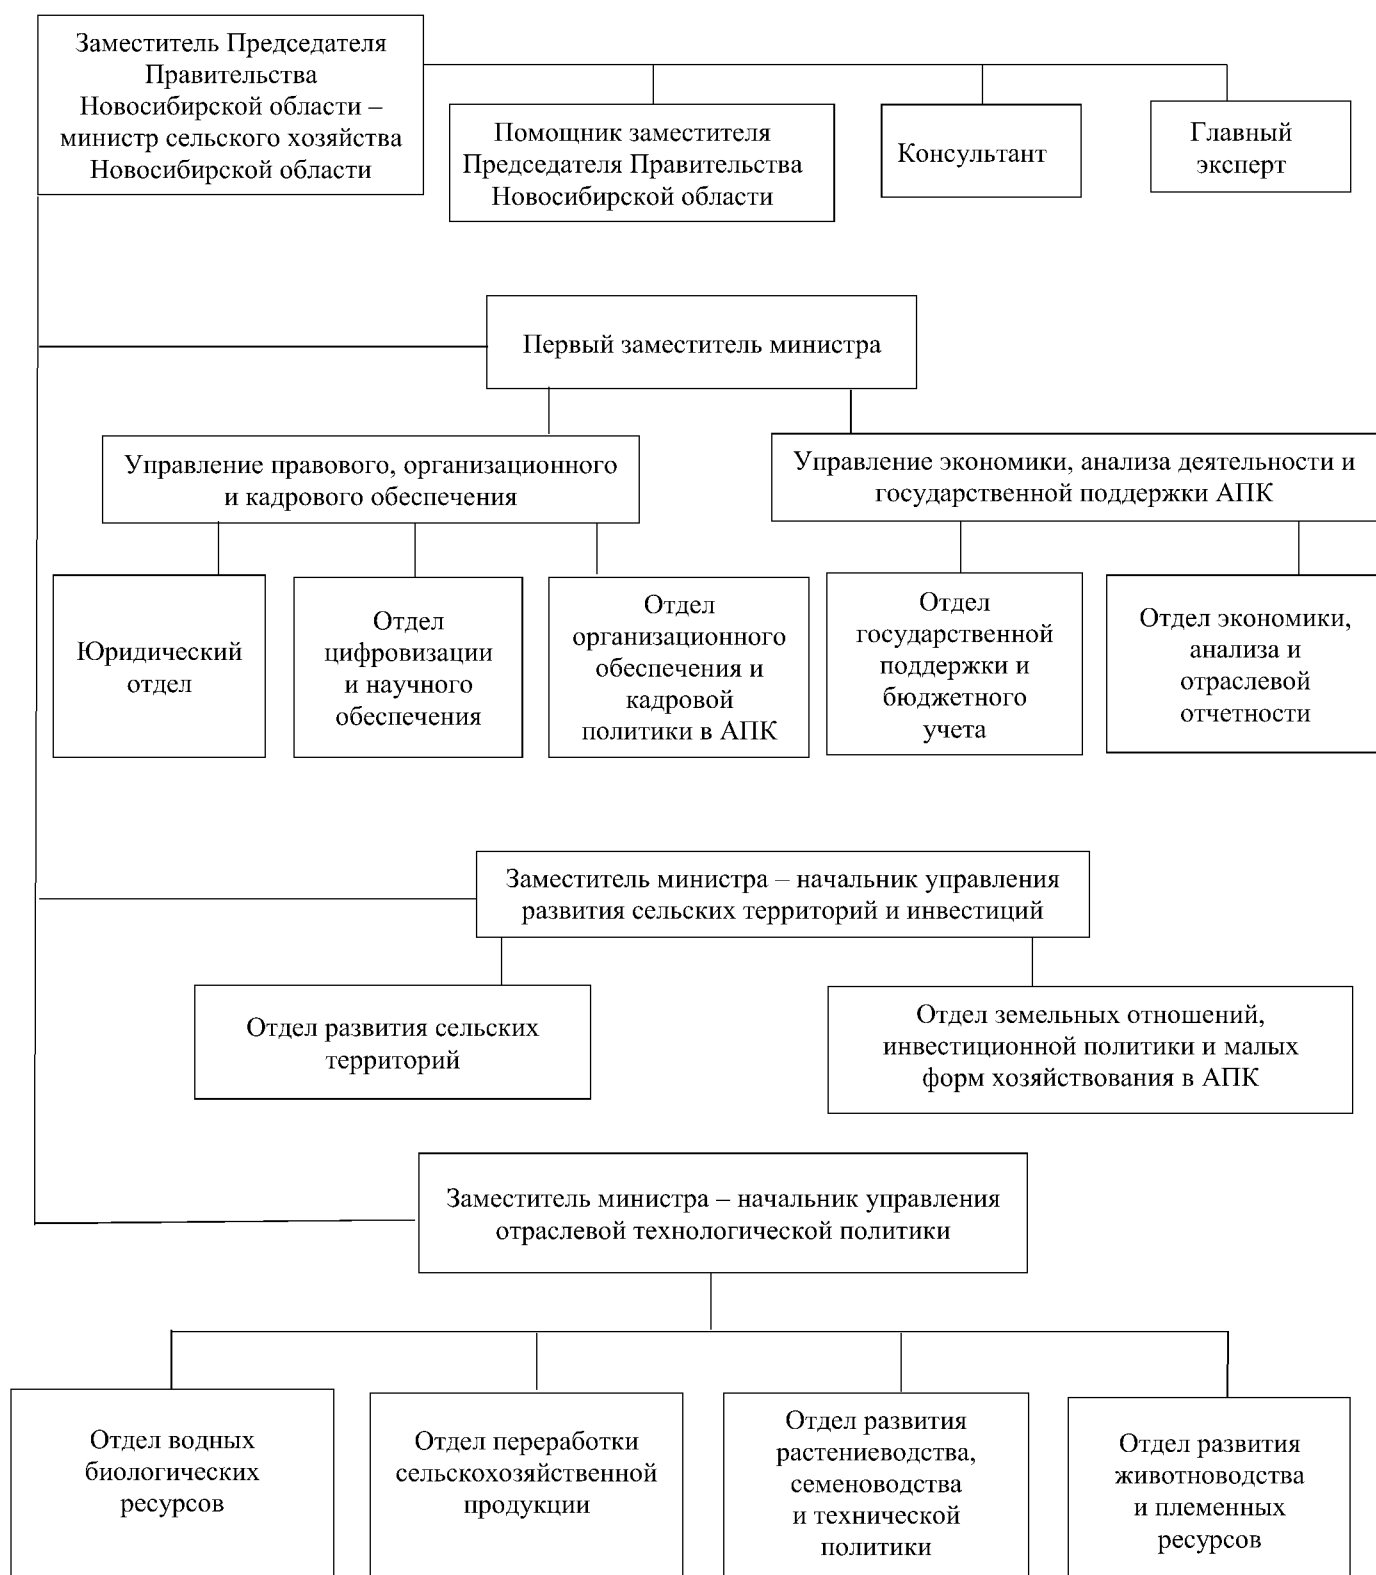 Заместитель Председателя
Правительства
Новосибирской области –
министр сельского хозяйства
Новосибирской области
Помощник заместителя
Председателя Правительства
Новосибирской области
Консультант
Главный
эксперт
Первый заместитель министра
Управление правового, организационного
и кадрового обеспечения
Управление экономики, анализа деятельности и
государственной поддержки АПК
Юридический
отдел
Отдел
цифровизации
и научного
обеспечения
Отдел
организационного
обеспечения и
кадровой
политики в АПК
Отдел
государственной
поддержки и
бюджетного
учета
Отдел экономики,
анализа и
отраслевой
отчетности
Заместитель министра – начальник управления
развития сельских территорий и инвестиций
Отдел развития сельских
территорий
Отдел земельных отношений,
инвестиционной политики и малых
форм хозяйствования в АПК
Заместитель министра – начальник управления
отраслевой технологической политики
Отдел водных
биологических
ресурсов
Отдел переработки
сельскохозяйственной
продукции
Отдел развития
растениеводства,
семеноводства
и технической
политики
Отдел развития
животноводства
и племенных
ресурсов